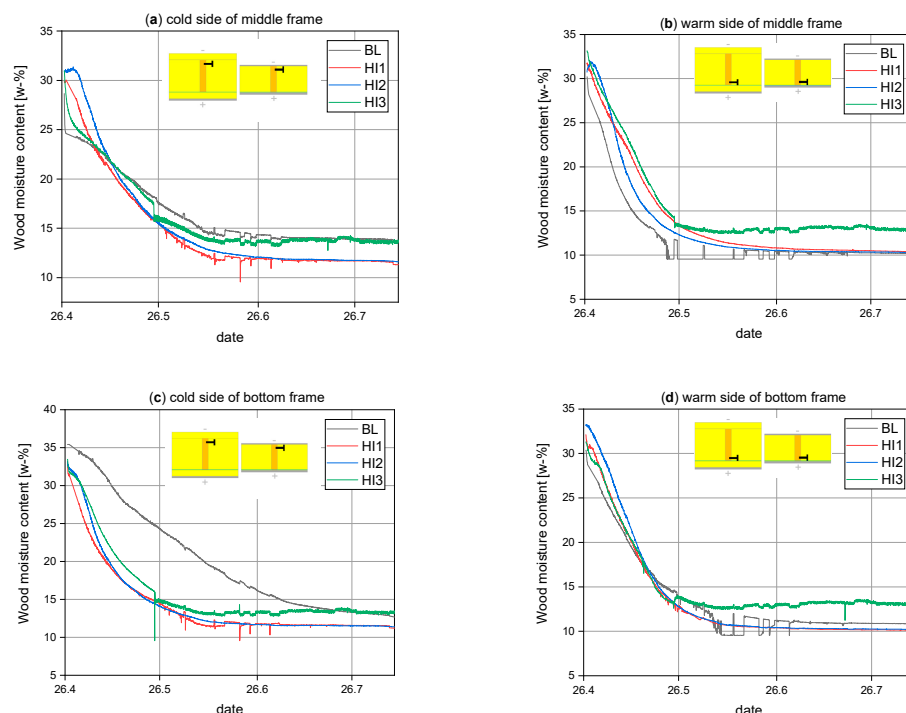 (a) cold side of middle frame
35
30
25
20
15
10
Wood moisture content [w-%]
BL
HI1
HI2
HI3
26.4
26.5
26.6
26.7
date
(b) warm side of middle frame
35
30
25
20
15
10
5
Wood moisture content [w-%]
BL
HI1
HI2
HI3
26.4
26.5
26.6
26.7
date
(c) cold side of bottom frame
40
35
30
25
20
15
10
5
Wood moisture content [w-%]
BL
HI1
HI2
HI3
26.4
26.5
26.6
26.7
date
(d) warm side of bottom frame
35
30
25
20
15
10
5
Wood moisture content [w-%]
BL
HI1
HI2
HI3
26.4
26.5
26.6
26.7
date